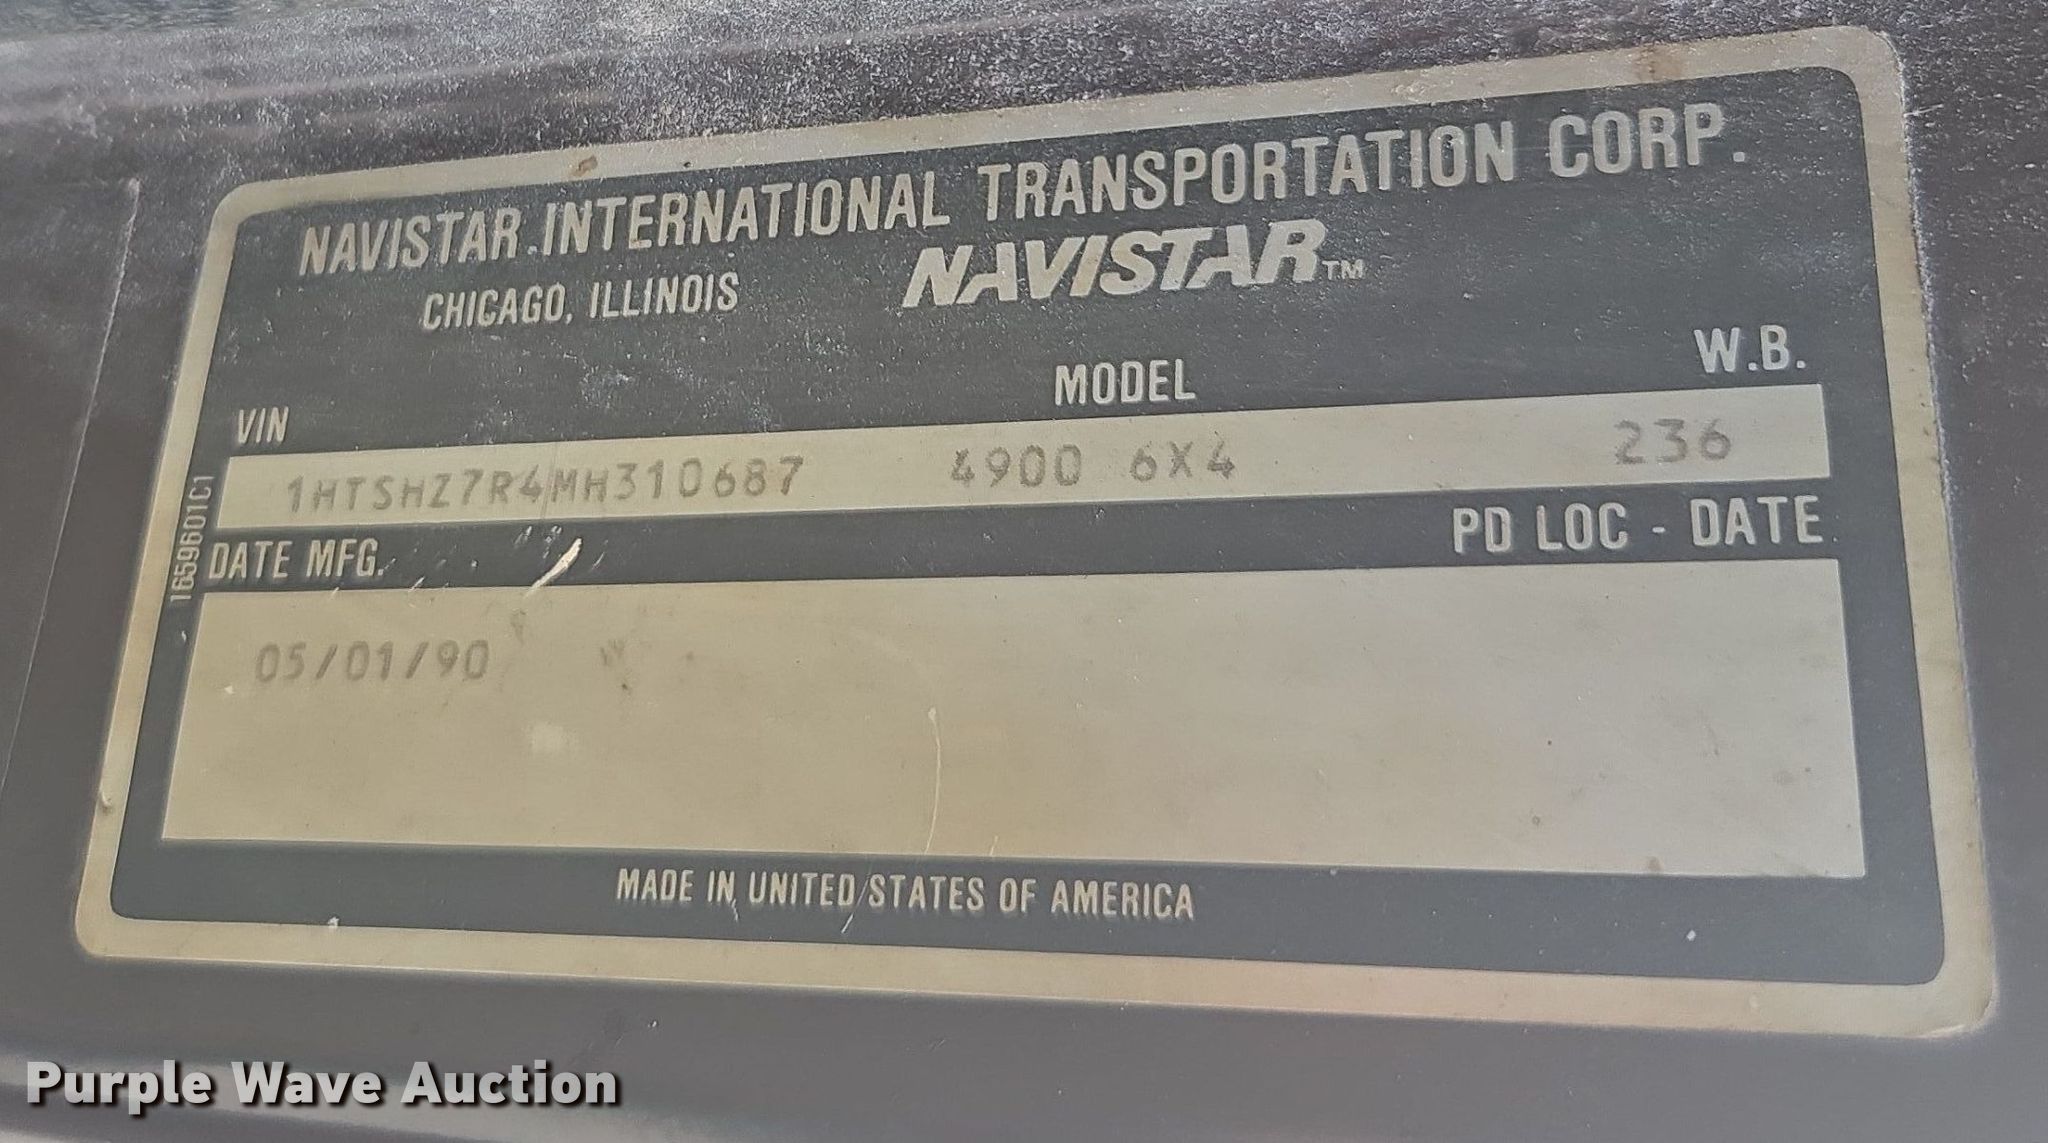 NAVISTAR INTERNATIONAL TRANSPORTATION CORP.
CHICAGO, ILLINOIS NAVISTAR™
VIN MODEL W.B.
1HTSHZ7R4MH310687 4900 6X4 236
DATE MFG. PD LOC - DATE
1659601C1
05/01/90
MADE IN UNITED STATES OF AMERICA
Purple Wave Auction